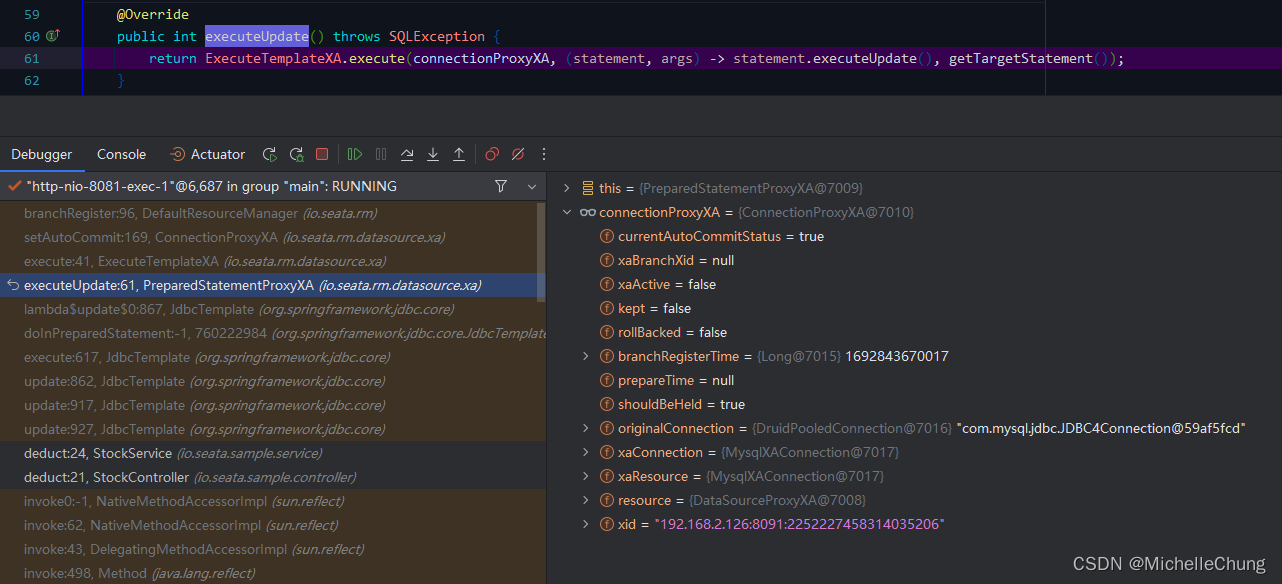 59 @Override
60 public int executeUpdate() throws SQLException {
61 return ExecuteTemplateXA.execute(connectionProxyXA, (statement, args) -> statement.executeUpdate(), getTargetStatement());
62 }
Debugger Console Actuator
"http-nio-8081-exec-1"@6,687 in group "main": RUNNING
branchRegister:96, DefaultResourceManager (io.seata.rm)
setAutoCommit:169, ConnectionProxyXA (io.seata.rm.datasource.xa)
execute:41, ExecuteTemplateXA (io.seata.rm.datasource.xa)
executeUpdate:61, PreparedStatementProxyXA (io.seata.rm.datasource.xa)
lambda$update$0:867, JdbcTemplate (org.springframework.jdbc.core)
doInPreparedStatement:-1, 760222984 (org.springframework.jdbc.core.JdbcTemplate
execute:617, JdbcTemplate (org.springframework.jdbc.core)
update:862, JdbcTemplate (org.springframework.jdbc.core)
update:917, JdbcTemplate (org.springframework.jdbc.core)
update:927, JdbcTemplate (org.springframework.jdbc.core)
deduct:24, StockService (io.seata.sample.service)
deduct:21, StockController (io.seata.sample.controller)
invoke0:-1, NativeMethodAccessorImpl (sun.reflect)
invoke:62, NativeMethodAccessorImpl (sun.reflect)
invoke:43, DelegatingMethodAccessorImpl (sun.reflect)
invoke:498, Method (java.lang.reflect)
this = {PreparedStatementProxyXA@7009}
connectionProxyXA = {ConnectionProxyXA@7010}
currentAutoCommitStatus = true
xaBranchXid = null
xaActive = false
kept = false
rollBacked = false
branchRegisterTime = {Long@7015} 1692843670017
prepareTime = null
shouldBeHeld = true
originalConnection = {DruidPooledConnection@7016} "com.mysql.jdbc.JDBC4Connection@59af5fcd"
xaConnection = {MysqlXAConnection@7017}
xaResource = {MysqlXAConnection@7017}
resource = {DataSourceProxyXA@7008}
xid = "192.168.2.126:8091:2252227458314035206"
CSDN @MichelleChung